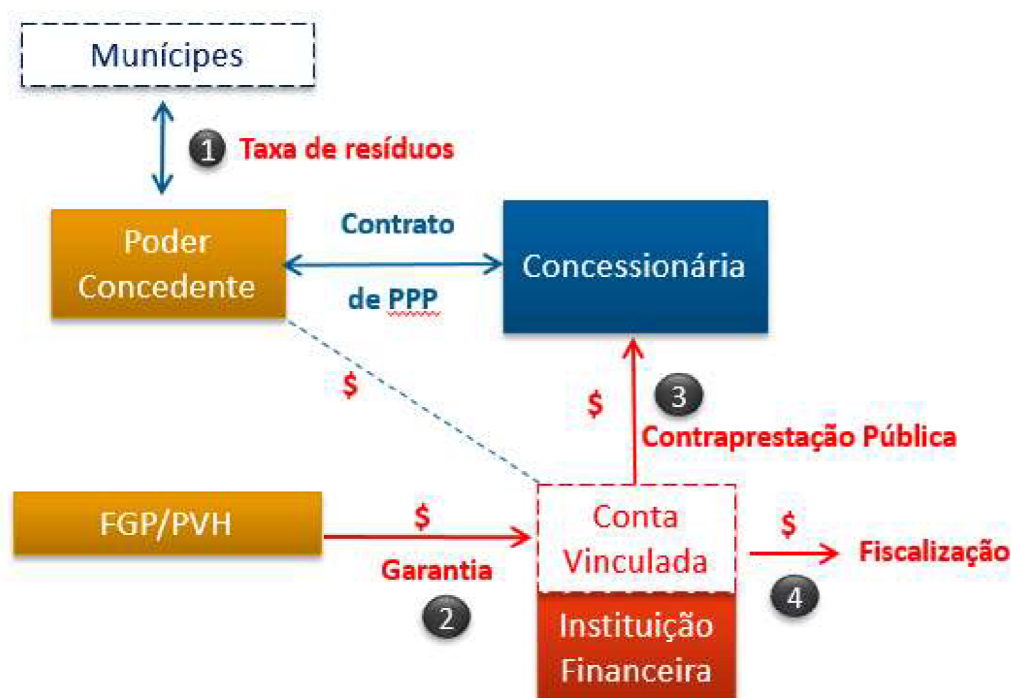 Munícipes
1 Taxa de resíduos
Poder
Concedente
Contrato
de PPP
Concessionária
$
$
3
Contraprestação Pública
FGP/PVH
$
Garantia
2
Conta
Vinculada
$
Fiscalização
4
Instituição
Financeira